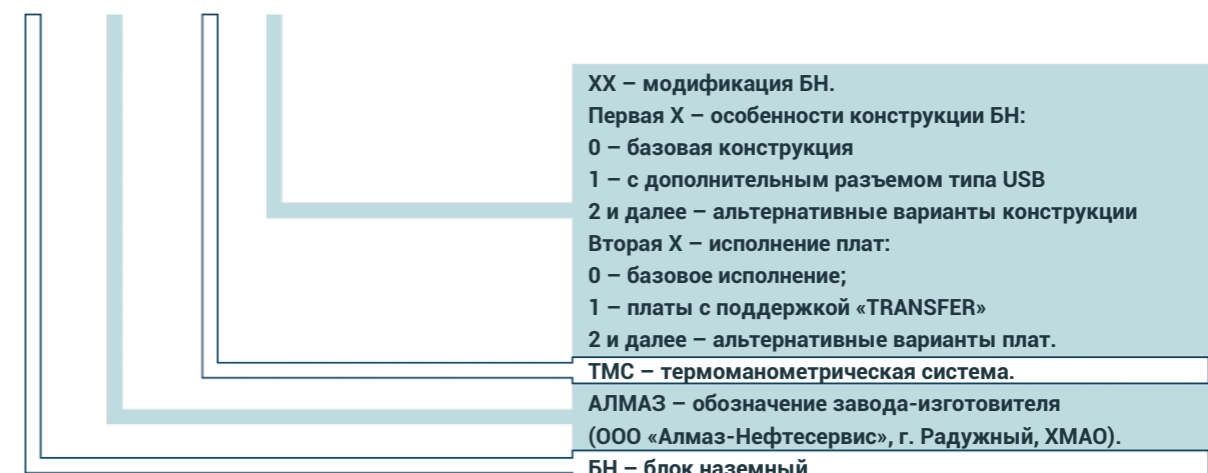 XX – модификация БН.
Первая X – особенности конструкции БН:
0 – базовая конструкция
1 – с дополнительным разъемом типа USB
2 и далее – альтернативные варианты конструкции
Вторая X – исполнение плат:
0 – базовое исполнение;
1 – платы с поддержкой «TRANSFER»
2 и далее – альтернативные варианты плат.
ТМС – термоманометрическая система.
АЛМАЗ – обозначение завода-изготовителя
(ООО «Алмаз-Нефтесервис», г. Радужный, ХМАО).
БН – блок наземный